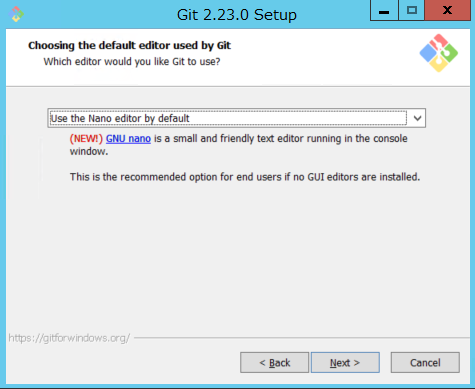 Git 2.23.0 Setup
Choosing the default editor used by Git
Which editor would you like Git to use?
Use the Nano editor by default
(NEW!) GNU nano is a small and friendly text editor running in the console
window.
This is the recommended option for end users if no GUI editors are installed.
https://gitforwindows.org/
< Back
Next >
Cancel